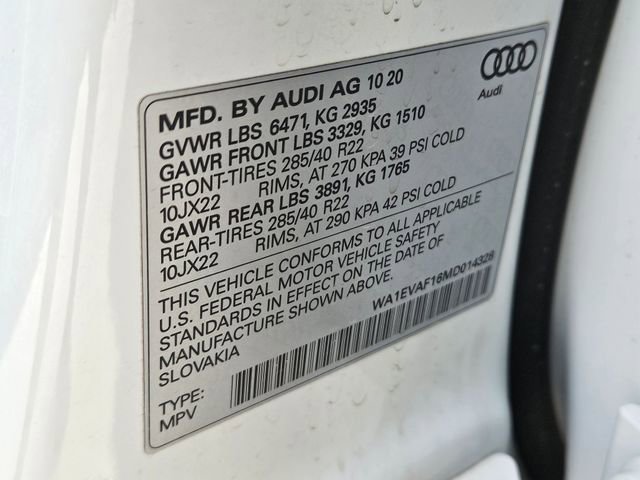 MFD. BY AUDI AG 10 20
GVWR LBS 6471, KG 2935
GAWR FRONT LBS 3329, KG 1510
FRONT-TIRES 285/40 R22
10JX22 RIMS, AT 270 KPA 39 PSI COLD
GAWR REAR LBS 3891, KG 1765
REAR-TIRES 285/40 R22
10JX22 RIMS, AT 290 KPA 42 PSI COLD
THIS VEHICLE CONFORMS TO ALL APPLICABLE
U.S. FEDERAL MOTOR VEHICLE SAFETY
STANDARDS IN EFFECT ON THE DATE OF
MANUFACTURE SHOWN ABOVE.
SLOVAKIA
WA1EVAF16MD014328
TYPE:
MPV
Audi